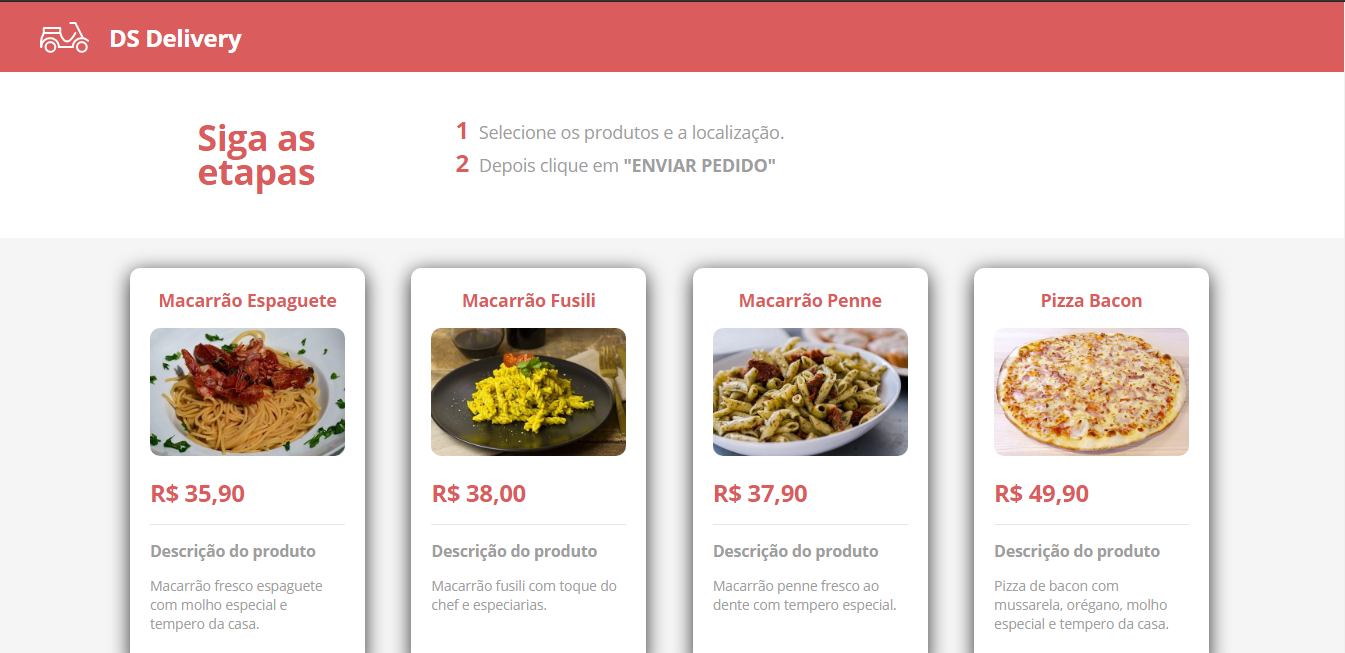 DS Delivery
Siga as
etapas
1 Selecione os produtos e a localização.
2 Depois clique em "ENVIAR PEDIDO"
Macarrão Espaguete
R$ 35,90
Descrição do produto
Macarrão fresco espaguete
com molho especial e
tempero da casa.
Macarrão Fusili
R$ 38,00
Descrição do produto
Macarrão fusili com toque do
chef e especiarias.
Macarrão Penne
R$ 37,90
Descrição do produto
Macarrão penne fresco ao
dente com tempero especial.
Pizza Bacon
R$ 49,90
Descrição do produto
Pizza de bacon com
mussarela, orégano, molho
especial e tempero da casa.